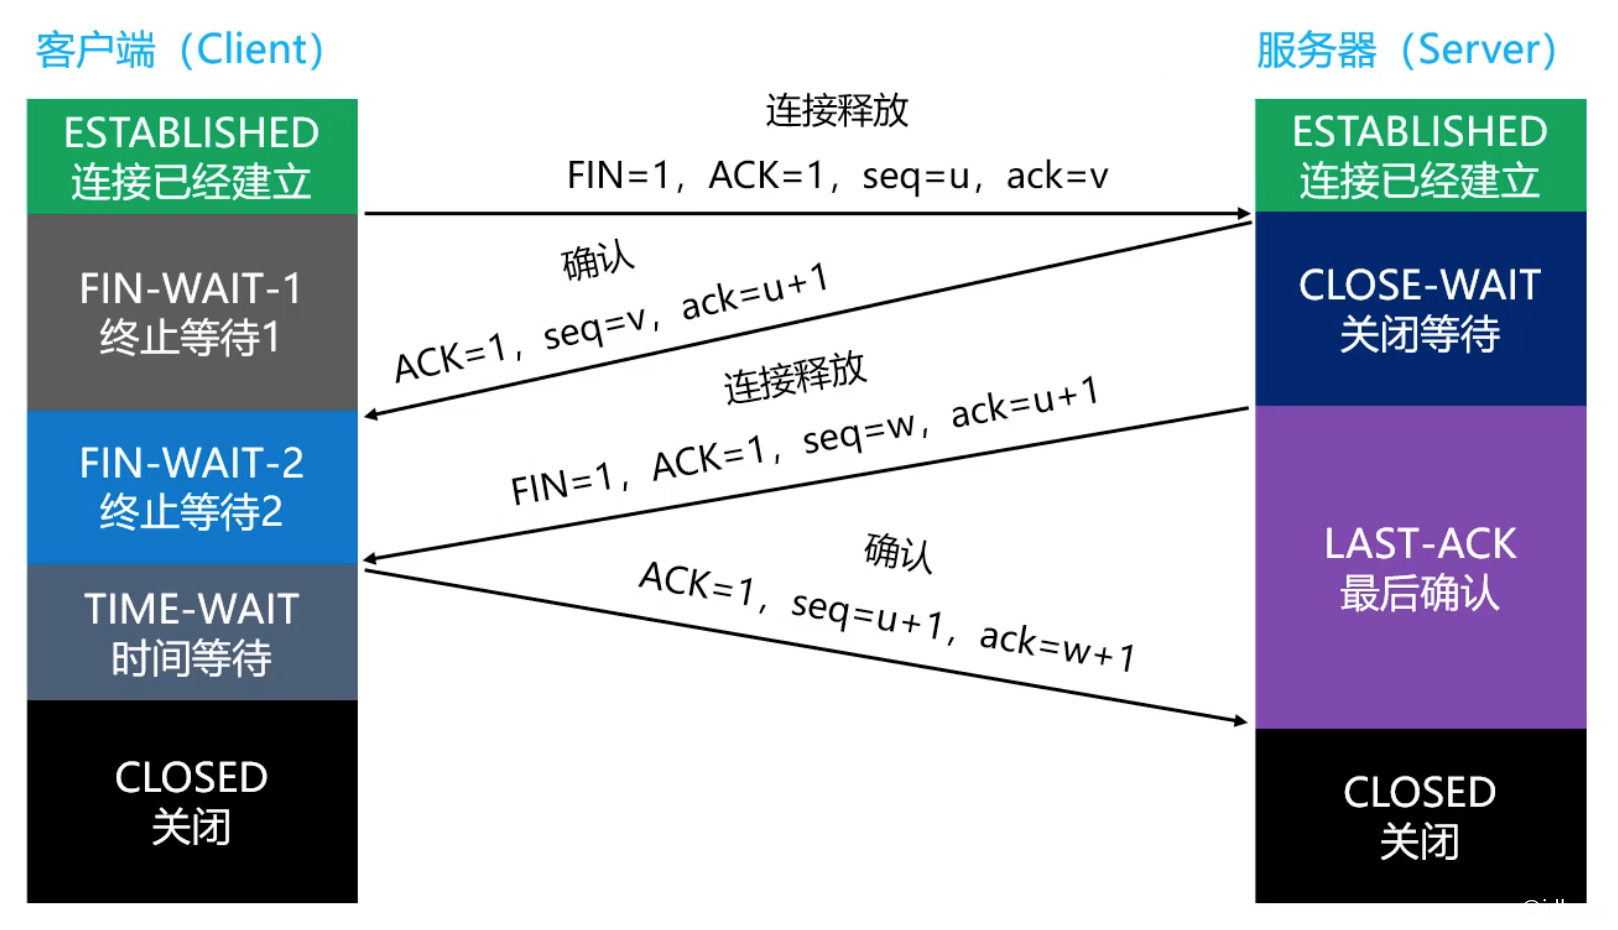 客户端（Client）
服务器（Server）
ESTABLISHED
连接已经建立
连接释放
FIN=1，ACK=1，seq=u，ack=v
ESTABLISHED
连接已经建立
FIN-WAIT-1
终止等待1
确认
ACK=1，seq=v，ack=u+1
CLOSE-WAIT
关闭等待
连接释放
FIN=1，ACK=1，seq=w，ack=u+1
FIN-WAIT-2
终止等待2
确认
ACK=1，seq=u+1，ack=w+1
LAST-ACK
最后确认
TIME-WAIT
时间等待
CLOSED
关闭
CLOSED
关闭